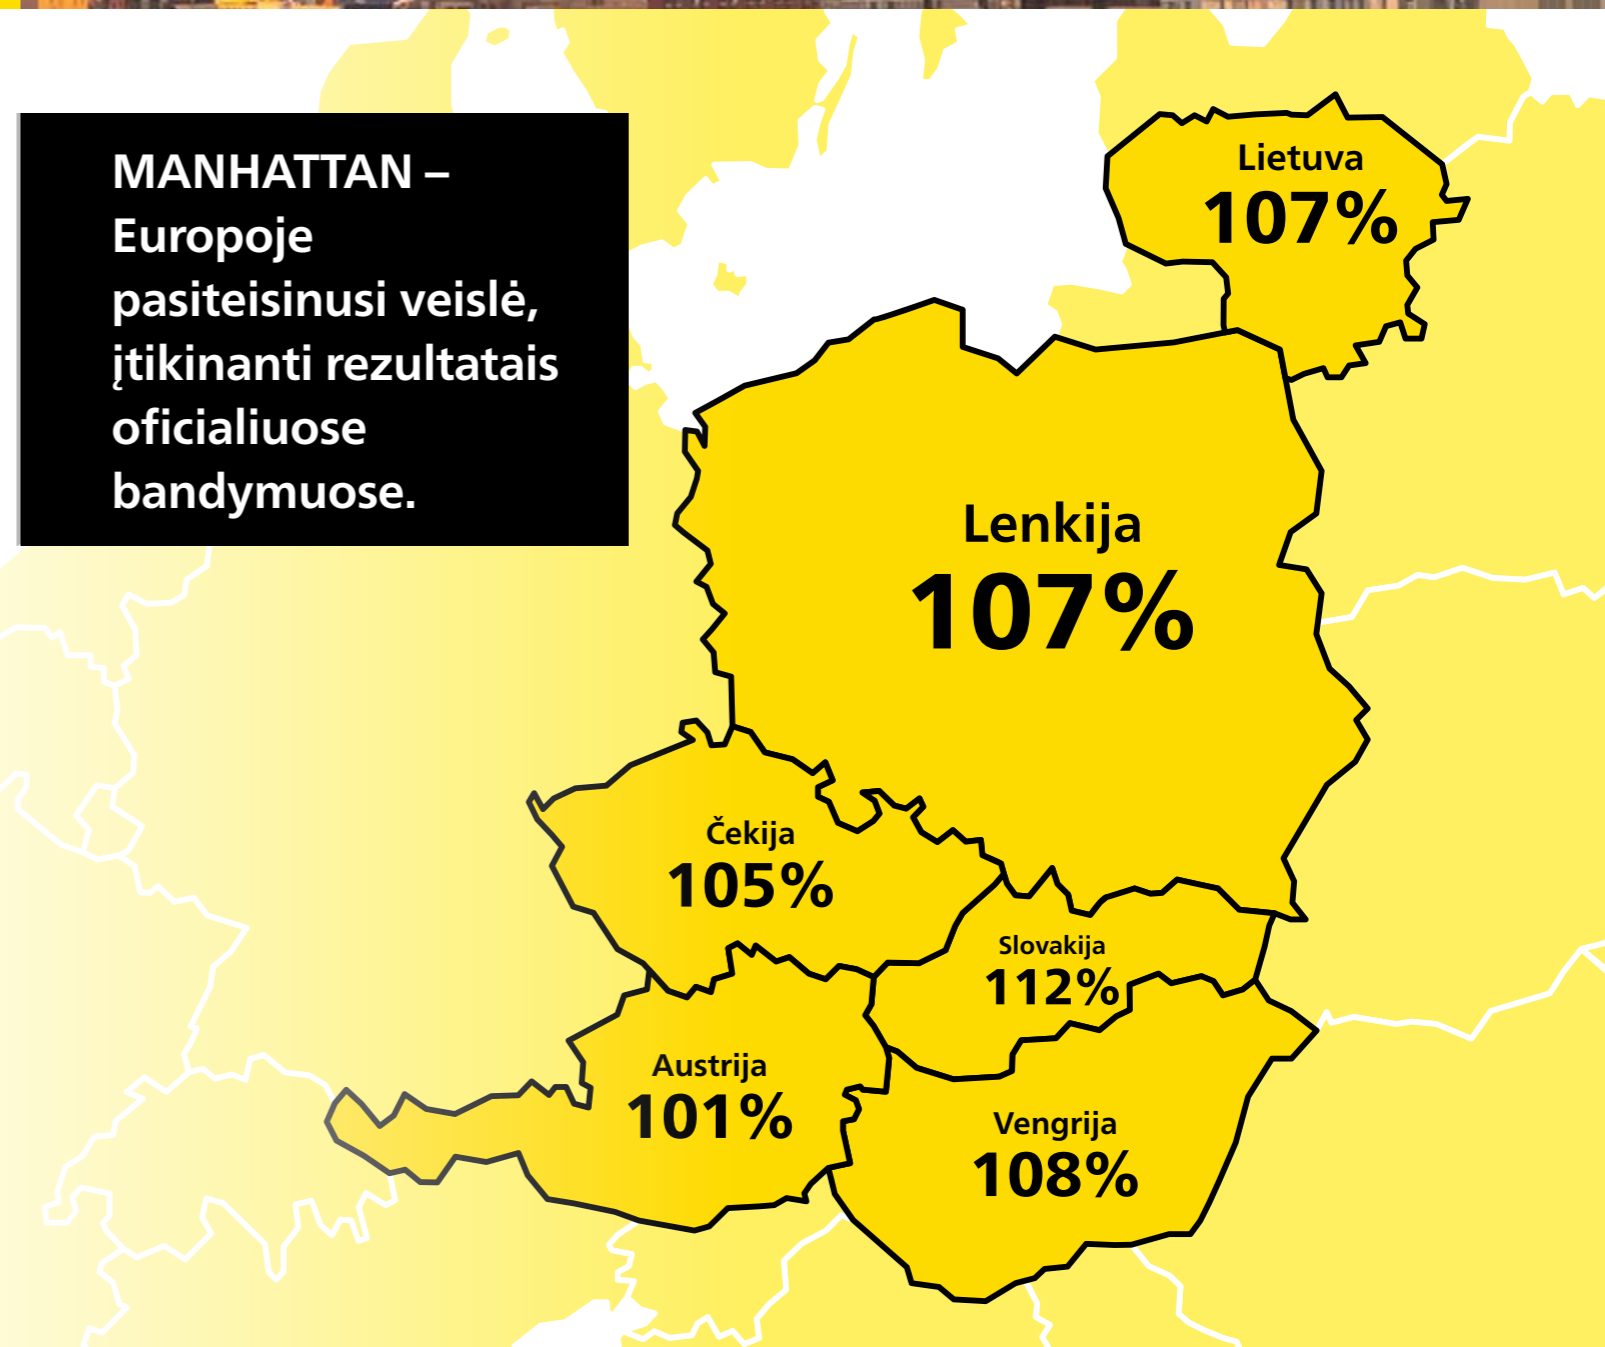 MANHATTAN –
Europoje
pasiteisinusi veislė,
įtikinanti rezultatais
oficialiuose
bandymuose.
Lietuva
107%
Lenkija
107%
Čekija
105%
Slovakija
112%
Austrija
101%
Vengrija
108%